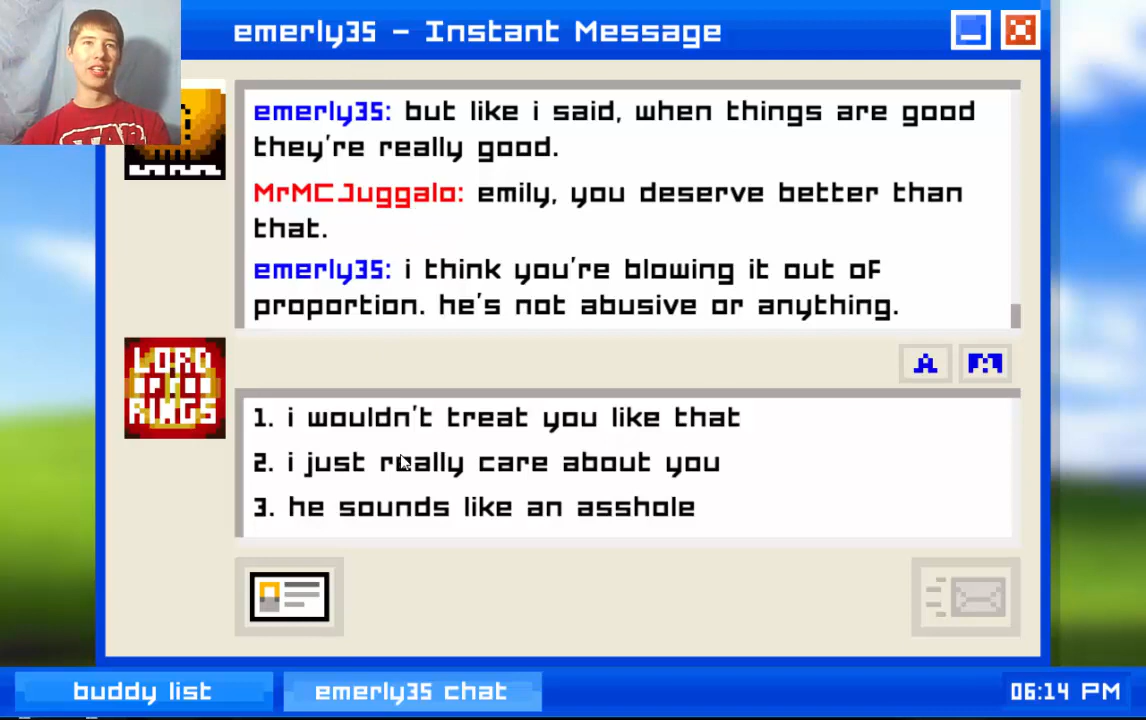 emerly35 - Instant Message
emerly35: but like i said, when things are good
they're really good.
MrMCJuggalo: emily, you deserve better than
that.
emerly35: i think you're blowing it out of
proportion. he's not abusive or anything.
LORD
OF THE
RINGS
A
1. i wouldn't treat you like that
2. i just really care about you
3. he sounds like an asshole
buddy list
emerly35 chat
06:14 PM